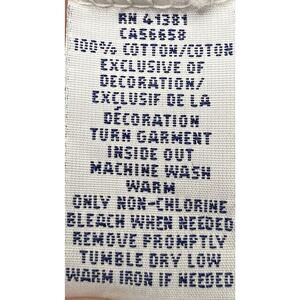 RN 41381
CA56658
100% COTTON/COTON
EXCLUSIVE OF
DECORATION/
EXCLUSIF DE LA
DÉCORATION
TURN GARMENT
INSIDE OUT
MACHINE WASH
WARM
ONLY NON-CHLORINE
BLEACH WHEN NEEDED
REMOVE PROMPTLY
TUMBLE DRY LOW
WARM IRON IF NEEDED